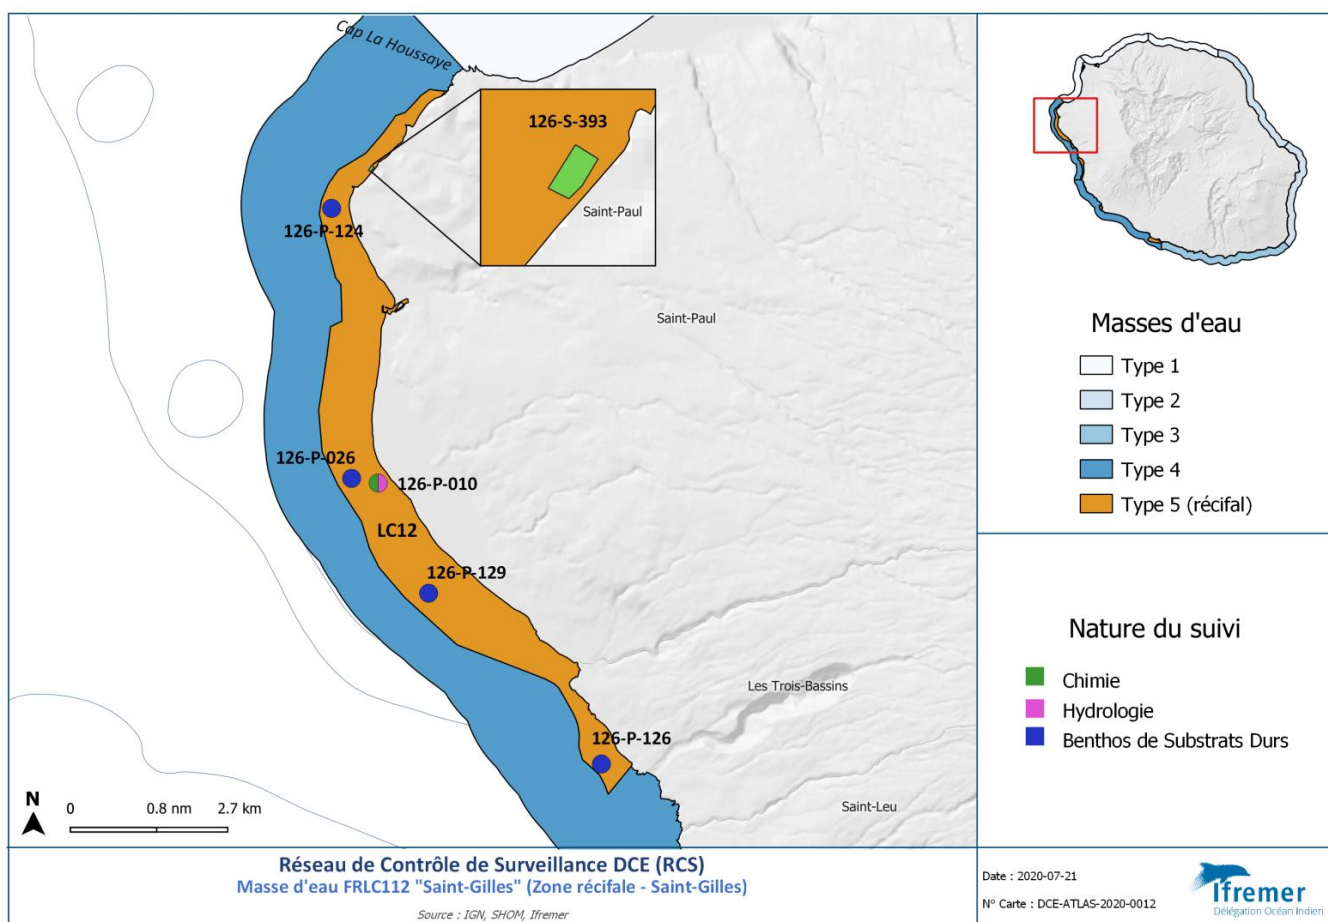 Cap La Houssaye
126-S-393
Saint-Paul
126-P-124
Saint-Paul
126-P-026
126-P-010
LC12
126-P-129
Les Trois-Bassins
126-P-126
Saint-Leu
N
0 0.8 nm 2.7 km
Masses d'eau
Type 1
Type 2
Type 3
Type 4
Type 5 (récifal)
Nature du suivi
Chimie
Hydrologie
Benthos de Substrats Durs
Réseau de Contrôle de Surveillance DCE (RCS)
Masse d'eau FRLC112 "Saint-Gilles" (Zone récifale - Saint-Gilles)
Source : IGN, SHOM, Ifremer
Date : 2020-07-21
N° Carte : DCE-ATLAS-2020-0012
Ifremer
Délégation Océan Indien